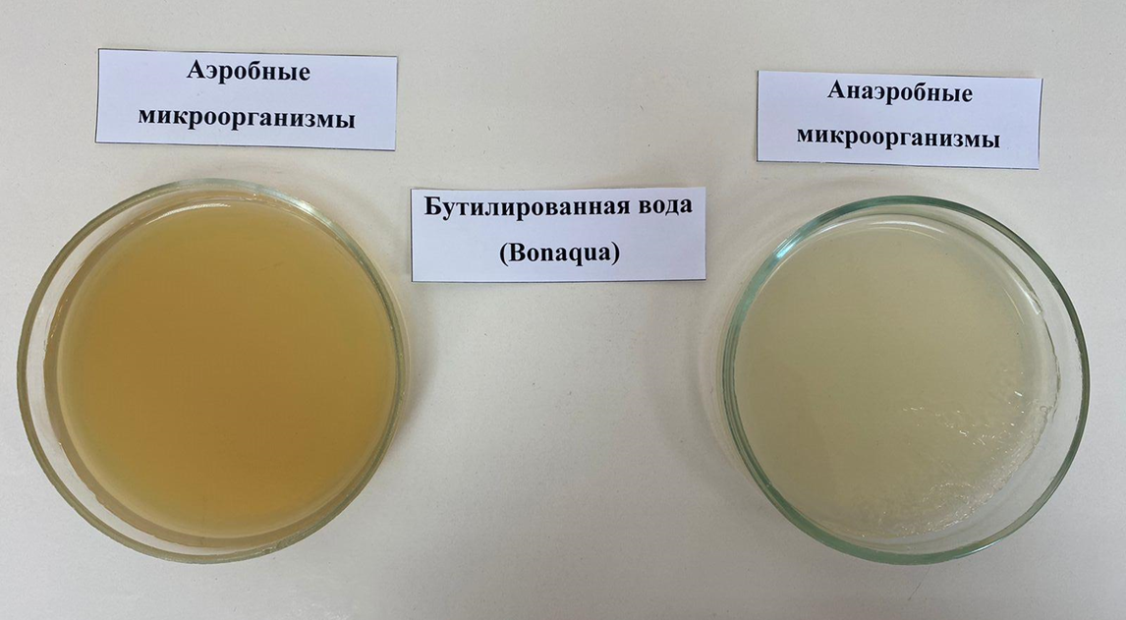 Аэробные
микроорганизмы
Анаэробные
микроорганизмы
Бутилированная вода
(Bonaqua)